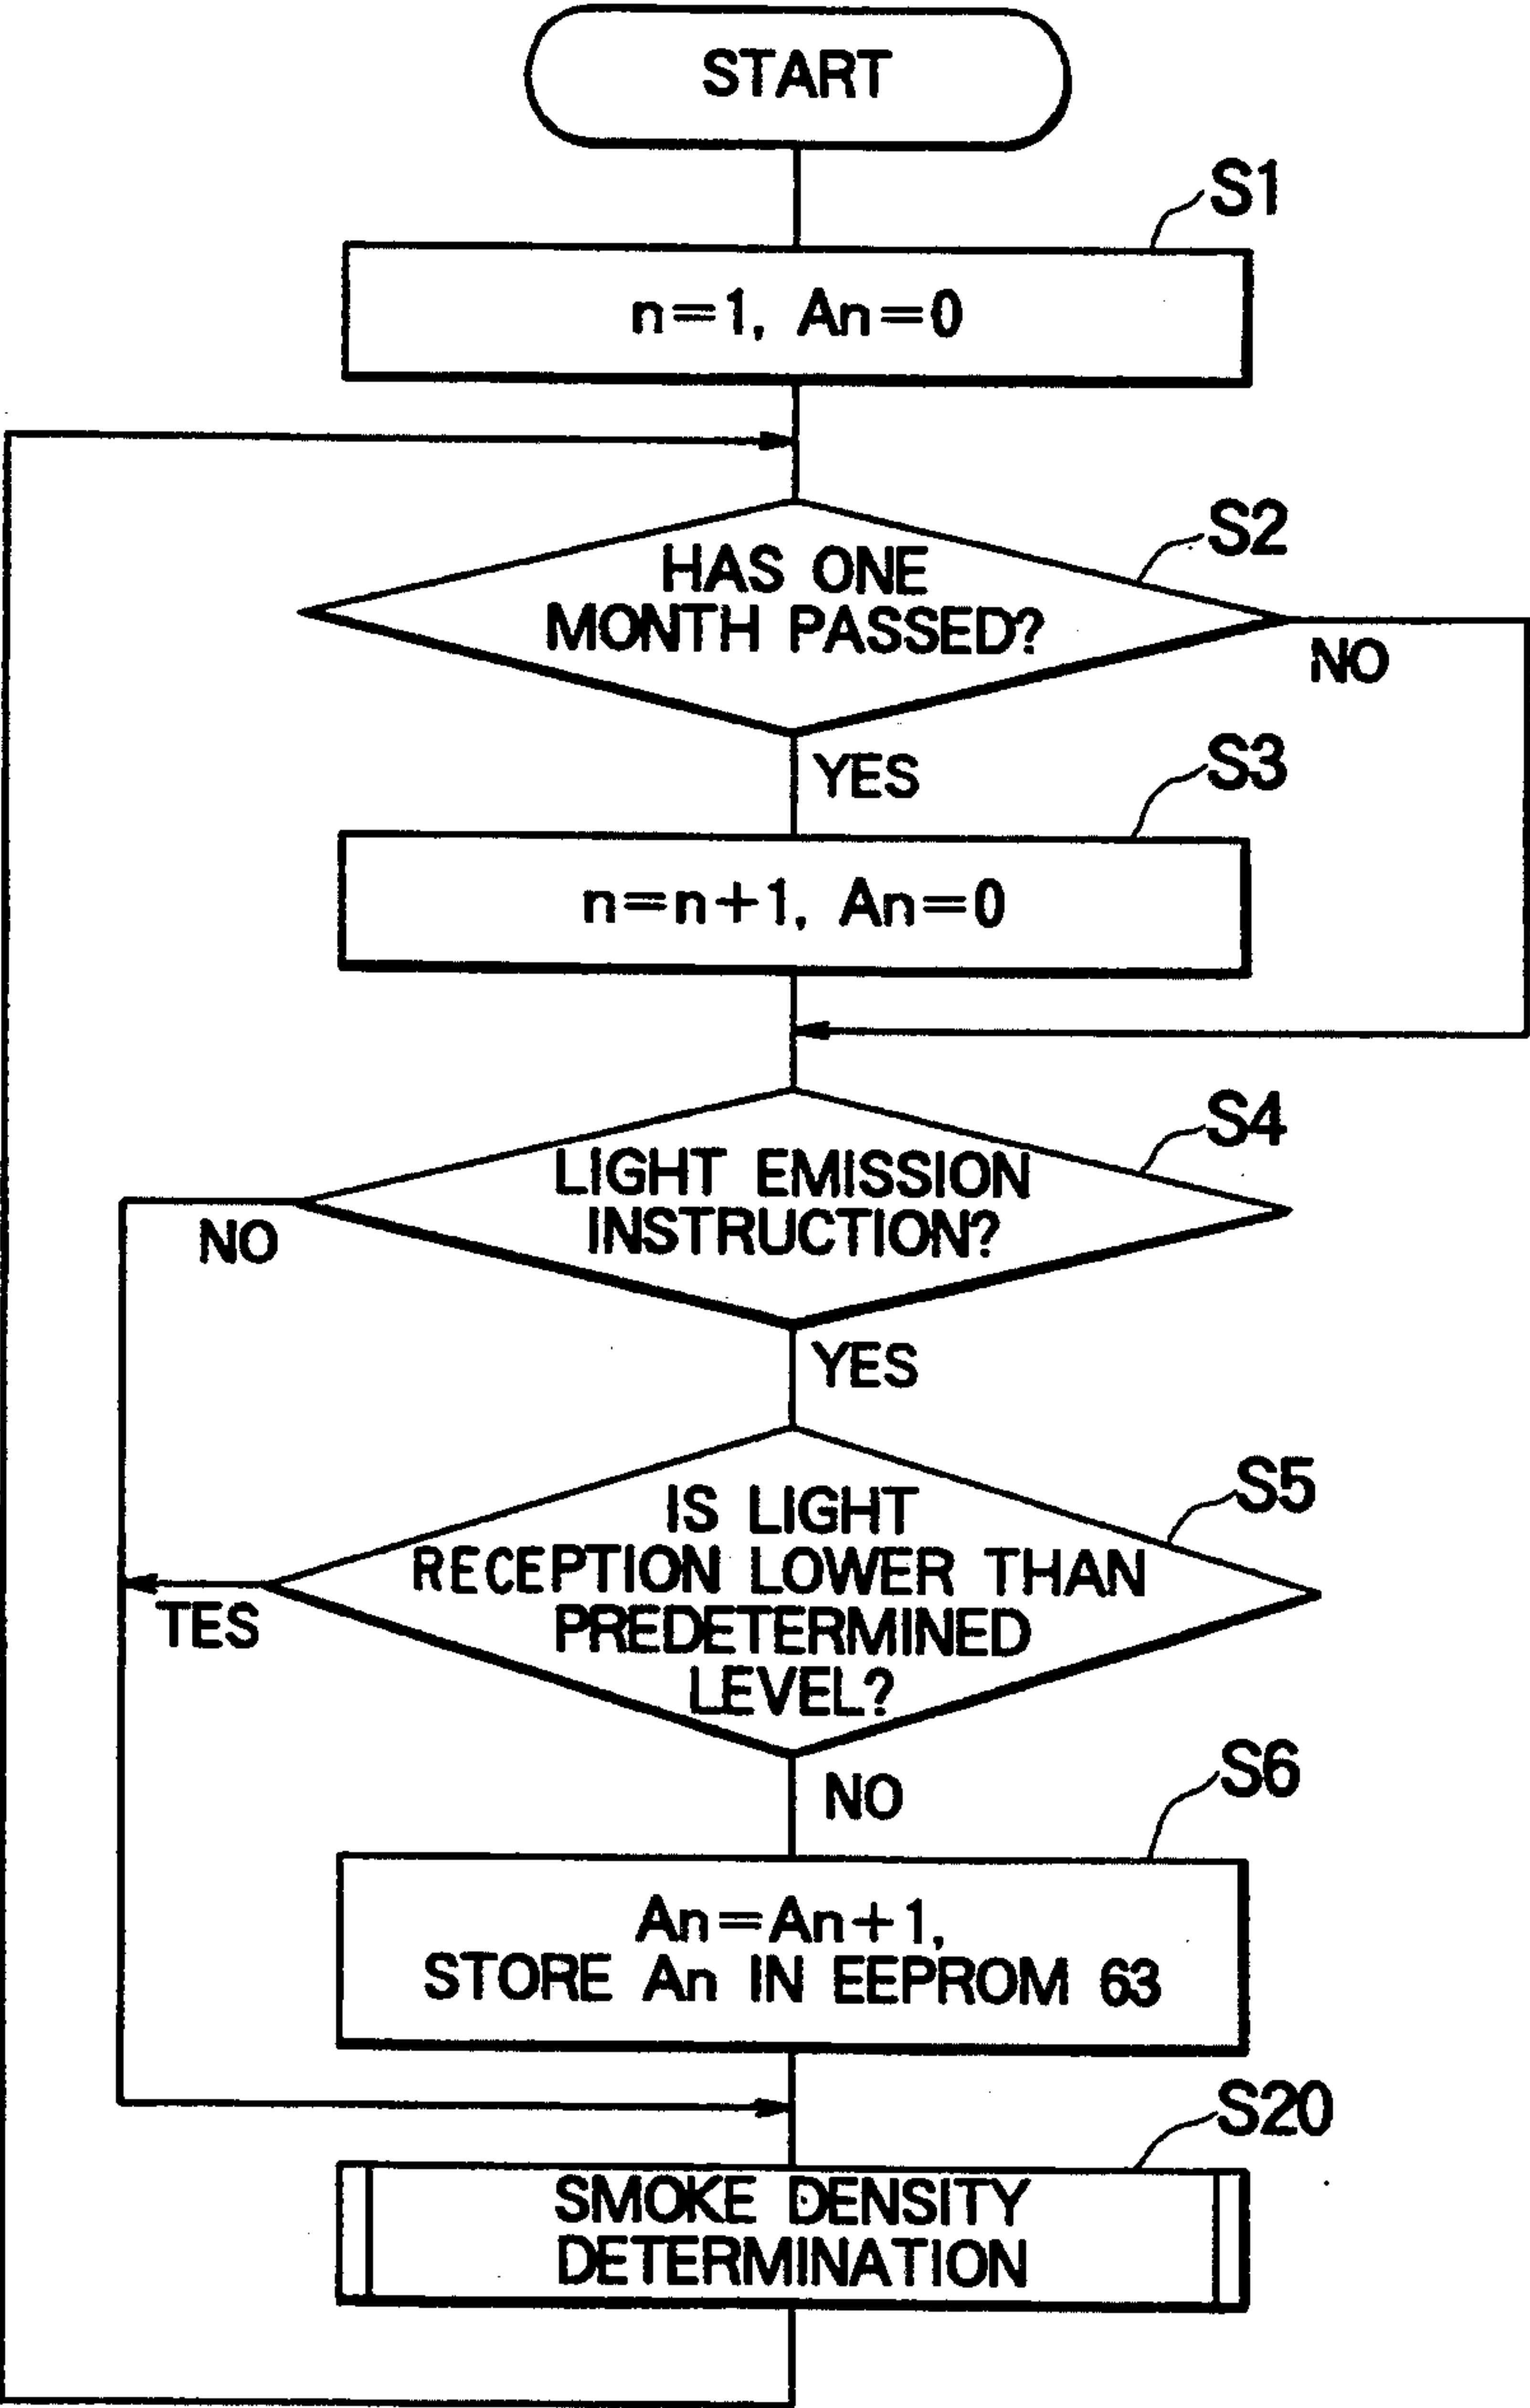 START
S1
n=1, An=0
S2
HAS ONE
MONTH PASSED?
NO
YES
S3
n=n+1, An=0
S4
LIGHT EMISSION
INSTRUCTION?
NO
YES
S5
IS LIGHT
RECEPTION LOWER THAN
PREDETERMINED
LEVEL?
TES
NO
S6
An=An+1,
STORE An IN EEPROM 63
S20
SMOKE DENSITY
DETERMINATION